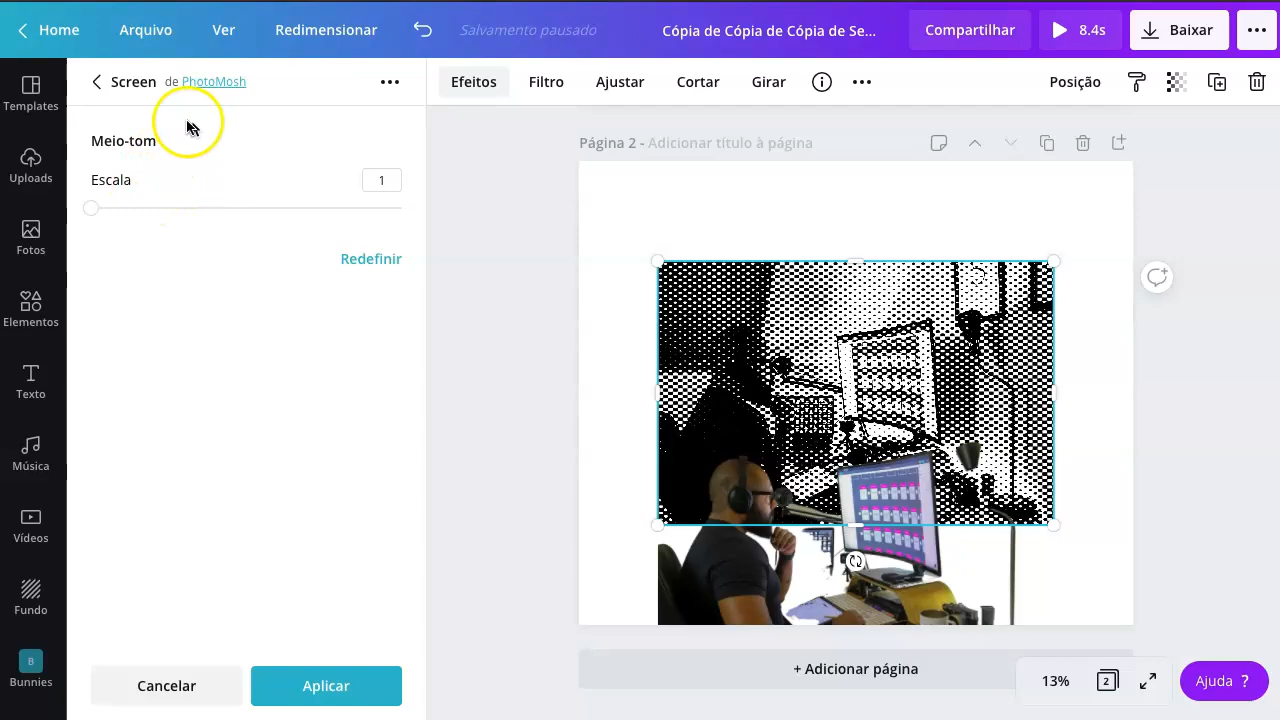 Home Arquivo Ver Redimensionar Salvamento pausado Cópia de Cópia de Cópia de Se... Compartilhar 8.4s Baixar
Templates
Uploads
Fotos
Elementos
Texto
Música
Vídeos
Fundo
B
Bunnies
Screen de PhotoMosh
Meio-tom
Escala 1
Redefinir
Cancelar Aplicar
Efeitos Filtro Ajustar Cortar Girar Posição
Página 2 - Adicionar título à página
+ Adicionar página
13% 2 Ajuda ?